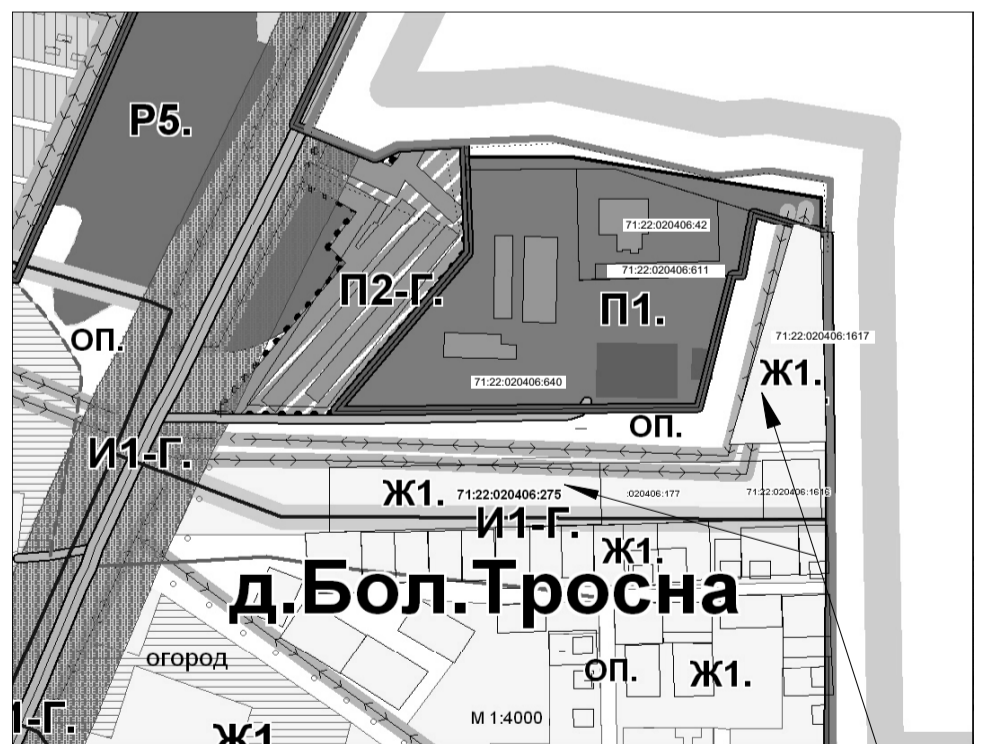 Р5.
71:22:020406:42
71:22:020406:611
П2-Г.
П1.
ОП.
71:22:020406:1617
Ж1.
71:22:020406:640
ОП.
И1-Г.
Ж1.
71:22:020406:275
:020406:177
71:22:020406:1616
И1-Г.
Ж1.
д.Бол.Тросна
огород
ОП.
Ж1.
1-Г.
М 1:4000
Ж1